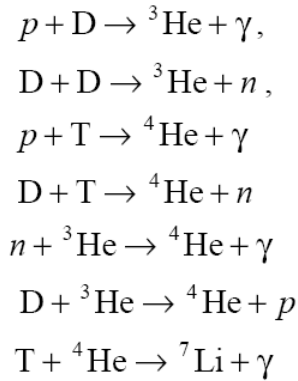 p + D → ³He + γ,
D + D → ³He + n ,
p + T → ⁴He + γ
D + T → ⁴He + n
n + ³He → ⁴He + γ
D + ³He → ⁴He + p
T + ⁴He → ⁷Li + γ